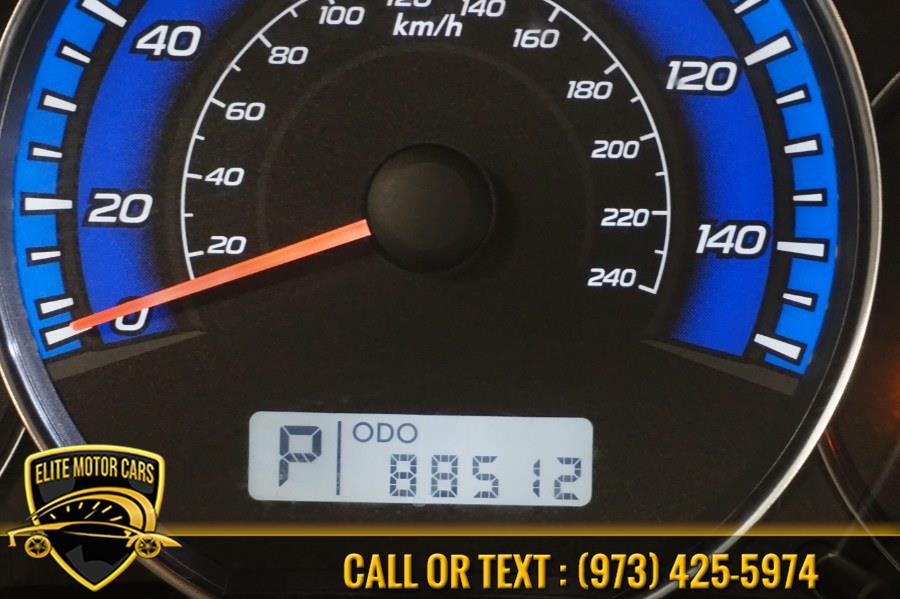 100 120 140
km/h
40 80 160 120
60 180
40 200
20 220 140
20 240
0
P ODO
88512
ELITE MOTOR CARS
CALL OR TEXT : (973) 425-5974